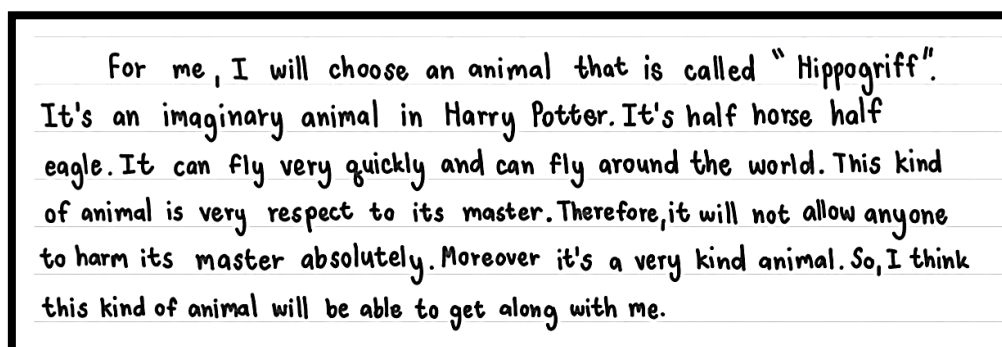 For me, I will choose an animal that is called "Hippogriff".
It's an imaginary animal in Harry Potter. It's half horse half
eagle. It can fly very quickly and can fly around the world. This kind
of animal is very respect to its master. Therefore, it will not allow anyone
to harm its master absolutely. Moreover it's a very kind animal. So, I think
this kind of animal will be able to get along with me.